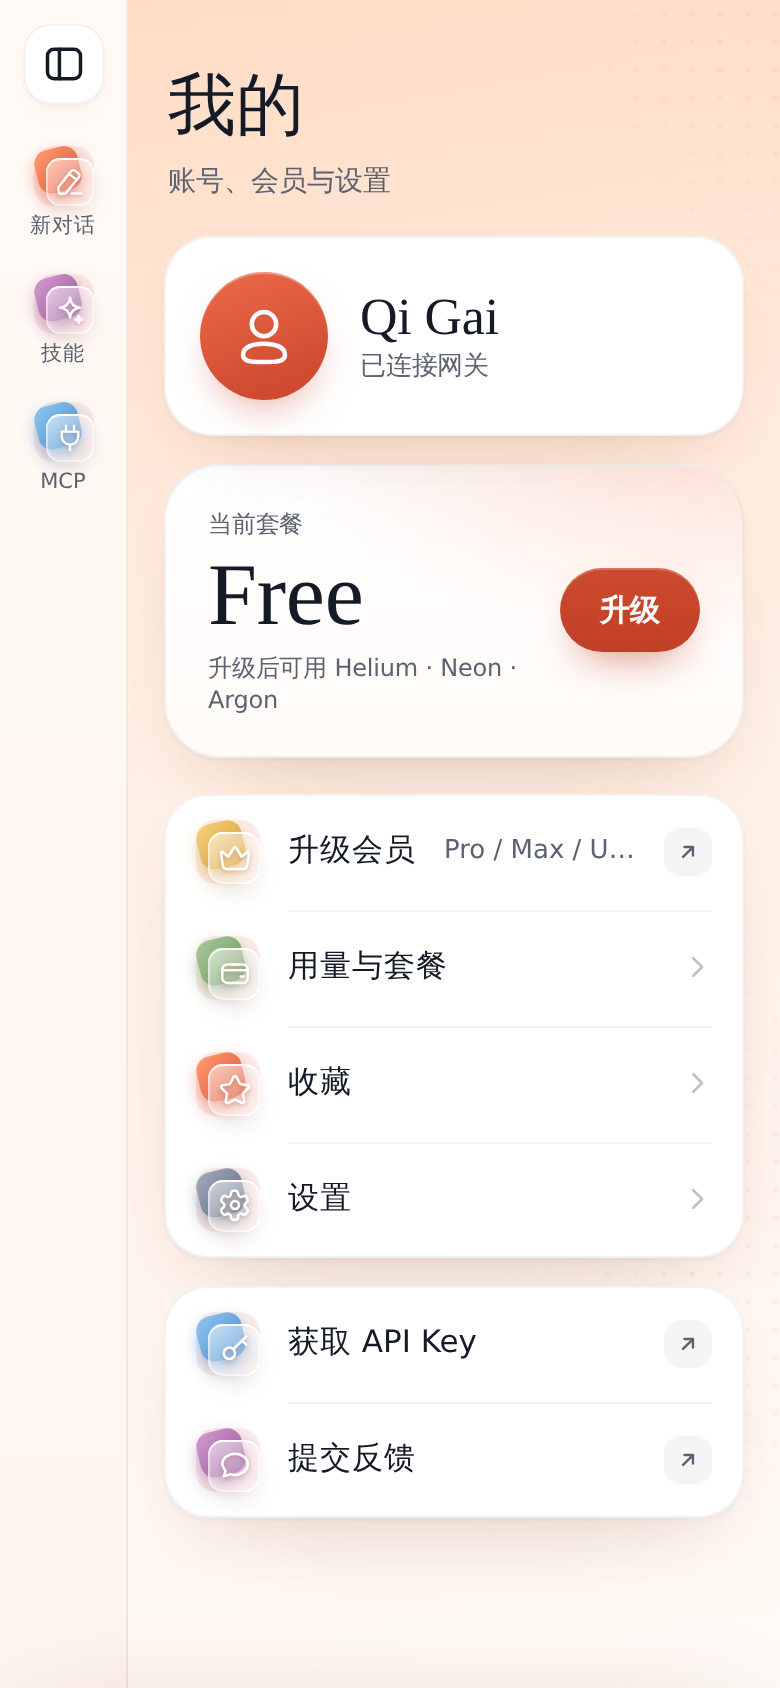 我的
账号、会员与设置
新对话
技能
MCP
Qi Gai
已连接网关
当前套餐
Free
升级后可用 Helium · Neon ·
Argon
升级
升级会员 Pro / Max / U...
用量与套餐
收藏
设置
获取 API Key
提交反馈